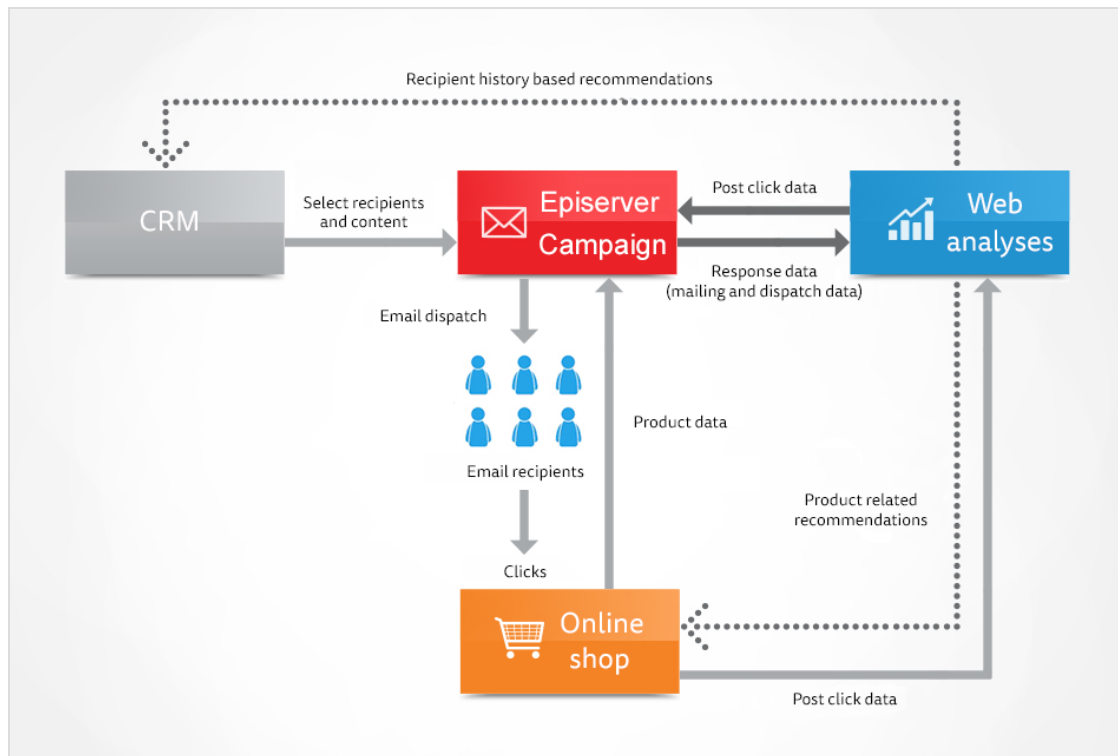 Recipient history based recommendations
CRM
Select recipients
and content
Episerver
Campaign
Post click data
Web
analyses
Response data
(mailing and dispatch data)
Email dispatch
Product data
Email recipients
Product related
recommendations
Clicks
Online
shop
Post click data